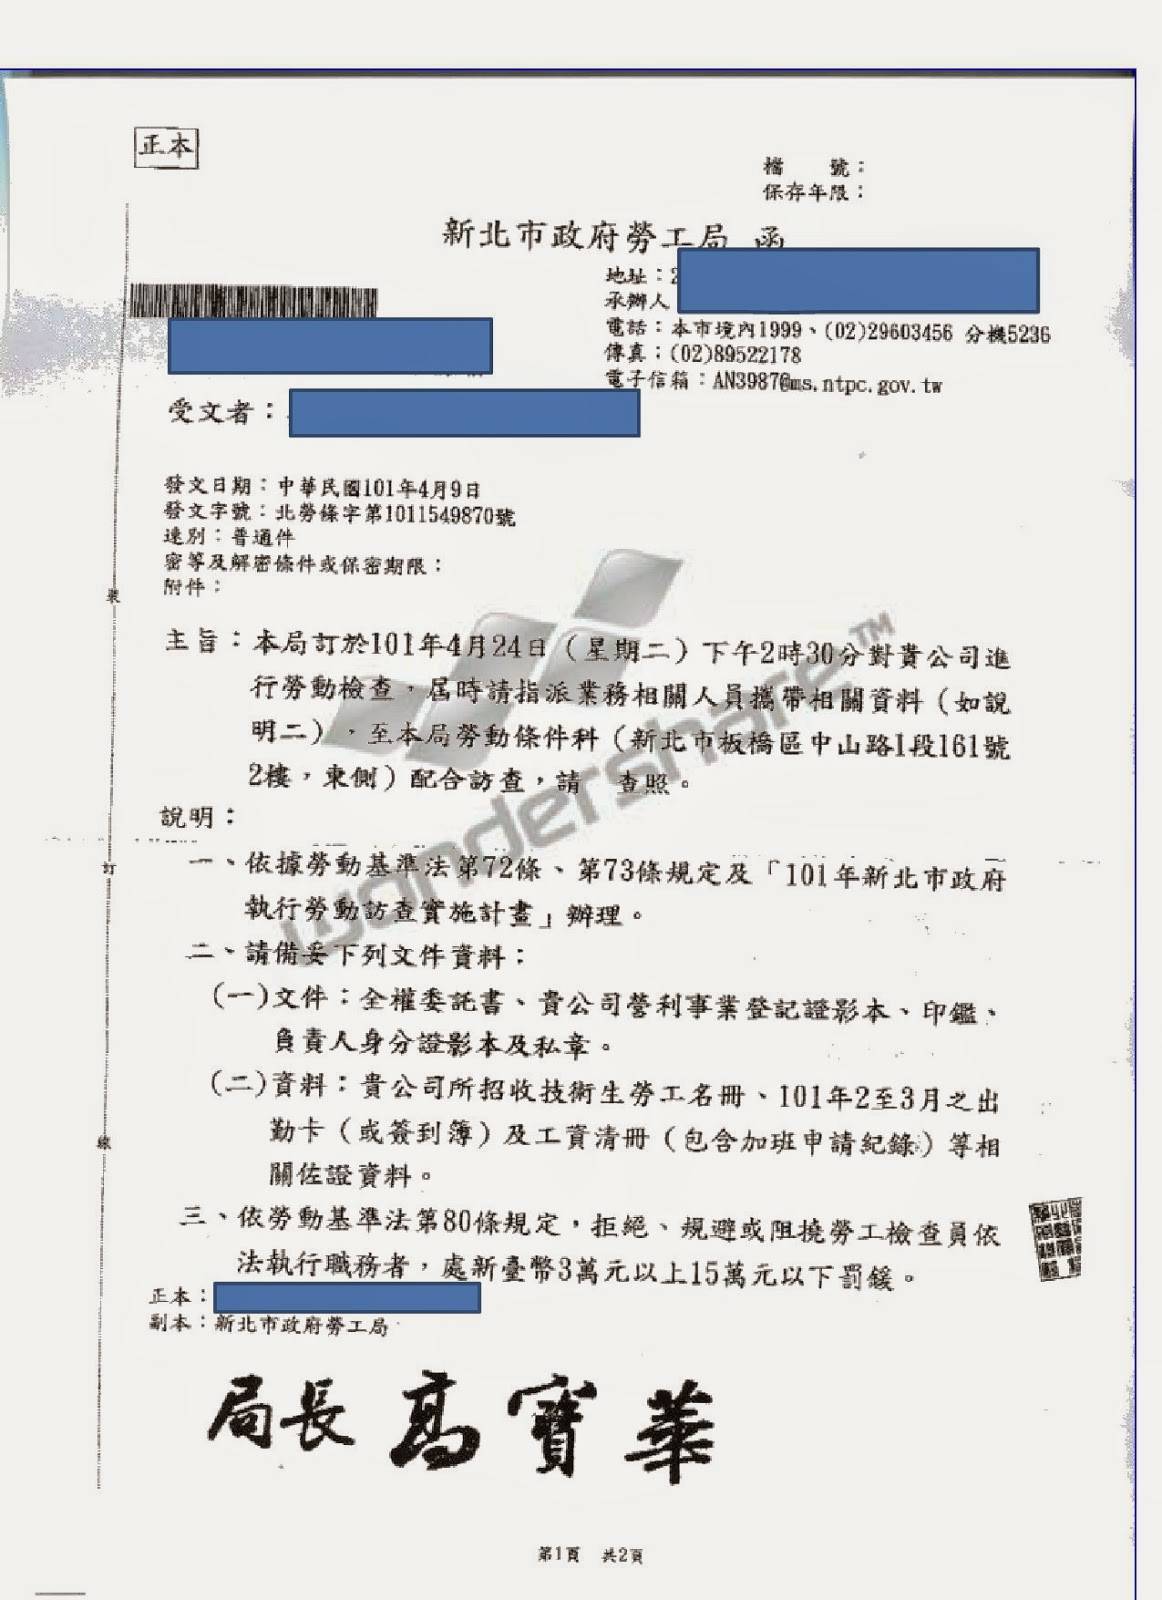 正本
檔　　號：
保存年限：
新北市政府勞工局 函
地址：2
承辦人
電話：本市境內1999、(02)29603456 分機5236
傳真：(02)89522178
電子信箱：AN3987@ms.ntpc.gov.tw
受文者：
發文日期：中華民國101年4月9日
發文字號：北勞條字第1011549870號
速別：普通件
密等及解密條件或保密期限：
附件：
裝
主旨：本局訂於101年4月24日（星期二）下午2時30分對貴公司進
行勞動檢查，屆時請指派業務相關人員攜帶相關資料（如說
明二），至本局勞動條件科（新北市板橋區中山路1段161號
2樓，東側）配合訪查，請　查照。
說明：
訂
一、依據勞動基準法第72條、第73條規定及「101年新北市政府
執行勞動訪查實施計畫」辦理。
二、請備妥下列文件資料：
(一)文件：全權委託書、貴公司營利事業登記證影本、印鑑、
負責人身分證影本及私章。
(二)資料：貴公司所招收技術生勞工名冊、101年2至3月之出
勤卡（或簽到簿）及工資清冊（包含加班申請紀錄）等相
關佐證資料。
線
三、依勞動基準法第80條規定，拒絕、規避或阻撓勞工檢查員依
法執行職務者，處新臺幣3萬元以上15萬元以下罰鍰。
正本：
副本：新北市政府勞工局
局長 高寶華
第1頁　共2頁
wondershare™